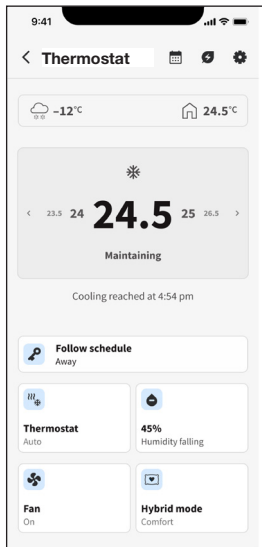 9:41
Thermostat
–12°C 24.5°C
23.5 24 24.5 25 26.5
Maintaining
Cooling reached at 4:54 pm
Follow schedule
Away
Thermostat 45%
Auto Humidity falling
Fan Hybrid mode
On Comfort